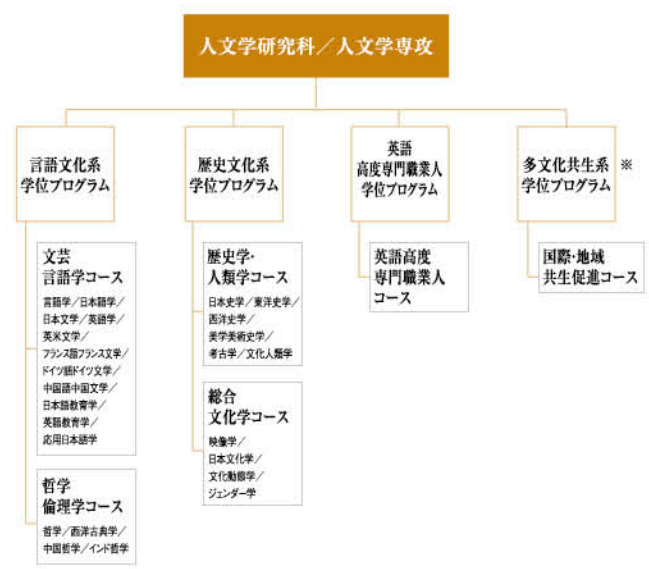 人文学研究科／人文学専攻
言語文化系
学位プログラム
歴史文化系
学位プログラム
英語
高度専門職業人
学位プログラム
多文化共生系
学位プログラム
※
文芸
言語学コース
言語学／日本語学／
日本文学／英語学／
英米文学／
フランス語フランス文学／
ドイツ語ドイツ文学／
中国語中国文学／
日本語教育学／
英語教育学／
応用日本語学
哲学
倫理学コース
哲学／西洋古典学／
中国哲学／インド哲学
歴史学・
人類学コース
日本史学／東洋史学／
西洋史学／
美学美術史学／
考古学／文化人類学
総合
文化学コース
映像学／
日本文化学／
文化動態学／
ジェンダー学
英語高度
専門職業人
コース
国際・地域
共生促進コース